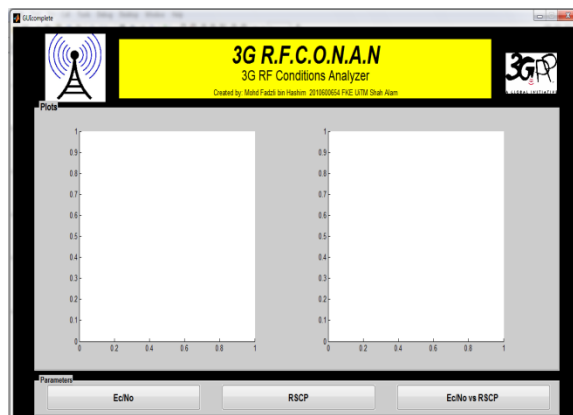 GUIcomplete
3G R.F.C.O.N.A.N
3G RF Conditions Analyzer
Created by: Mohd Fadzli bin Hashim 2010600654 FKE UiTM Shah Alam
3GPP
A GLOBAL INITIATIVE
Plots
1
0.9
0.8
0.7
0.6
0.5
0.4
0.3
0.2
0.1
0
0 0.2 0.4 0.6 0.8 1
1
0.9
0.8
0.7
0.6
0.5
0.4
0.3
0.2
0.1
0
0 0.2 0.4 0.6 0.8 1
Parameters
Ec/No
RSCP
Ec/No vs RSCP